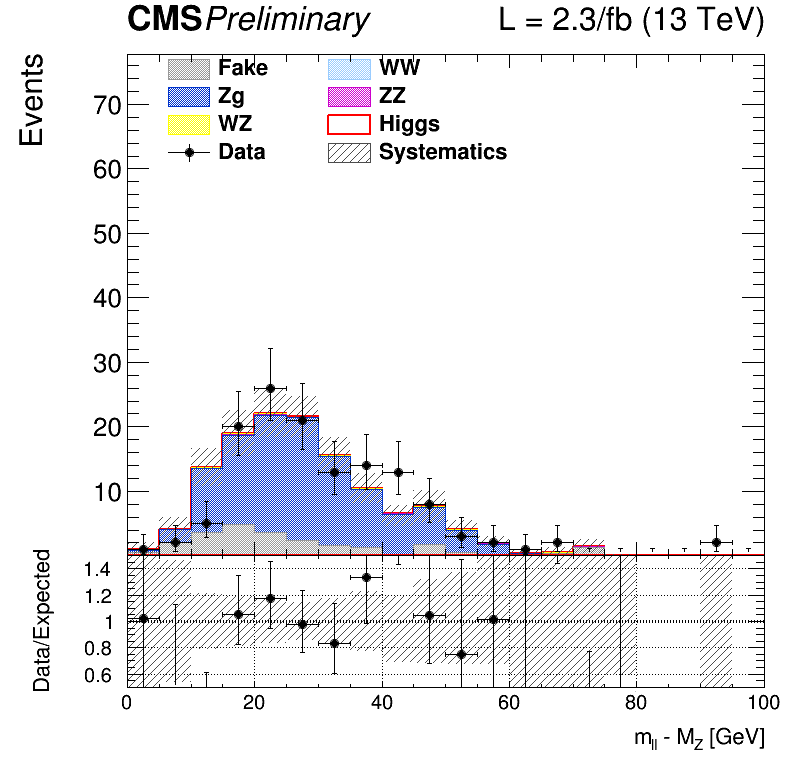 CMS Preliminary L = 2.3/fb (13 TeV)
Events
Fake WW
Zg ZZ
WZ Higgs
Data Systematics
70
60
50
40
30
20
10
Data/Expected
1.4
1.2
1
0.8
0.6
0 20 40 60 80 100
m_ll - M_Z [GeV]